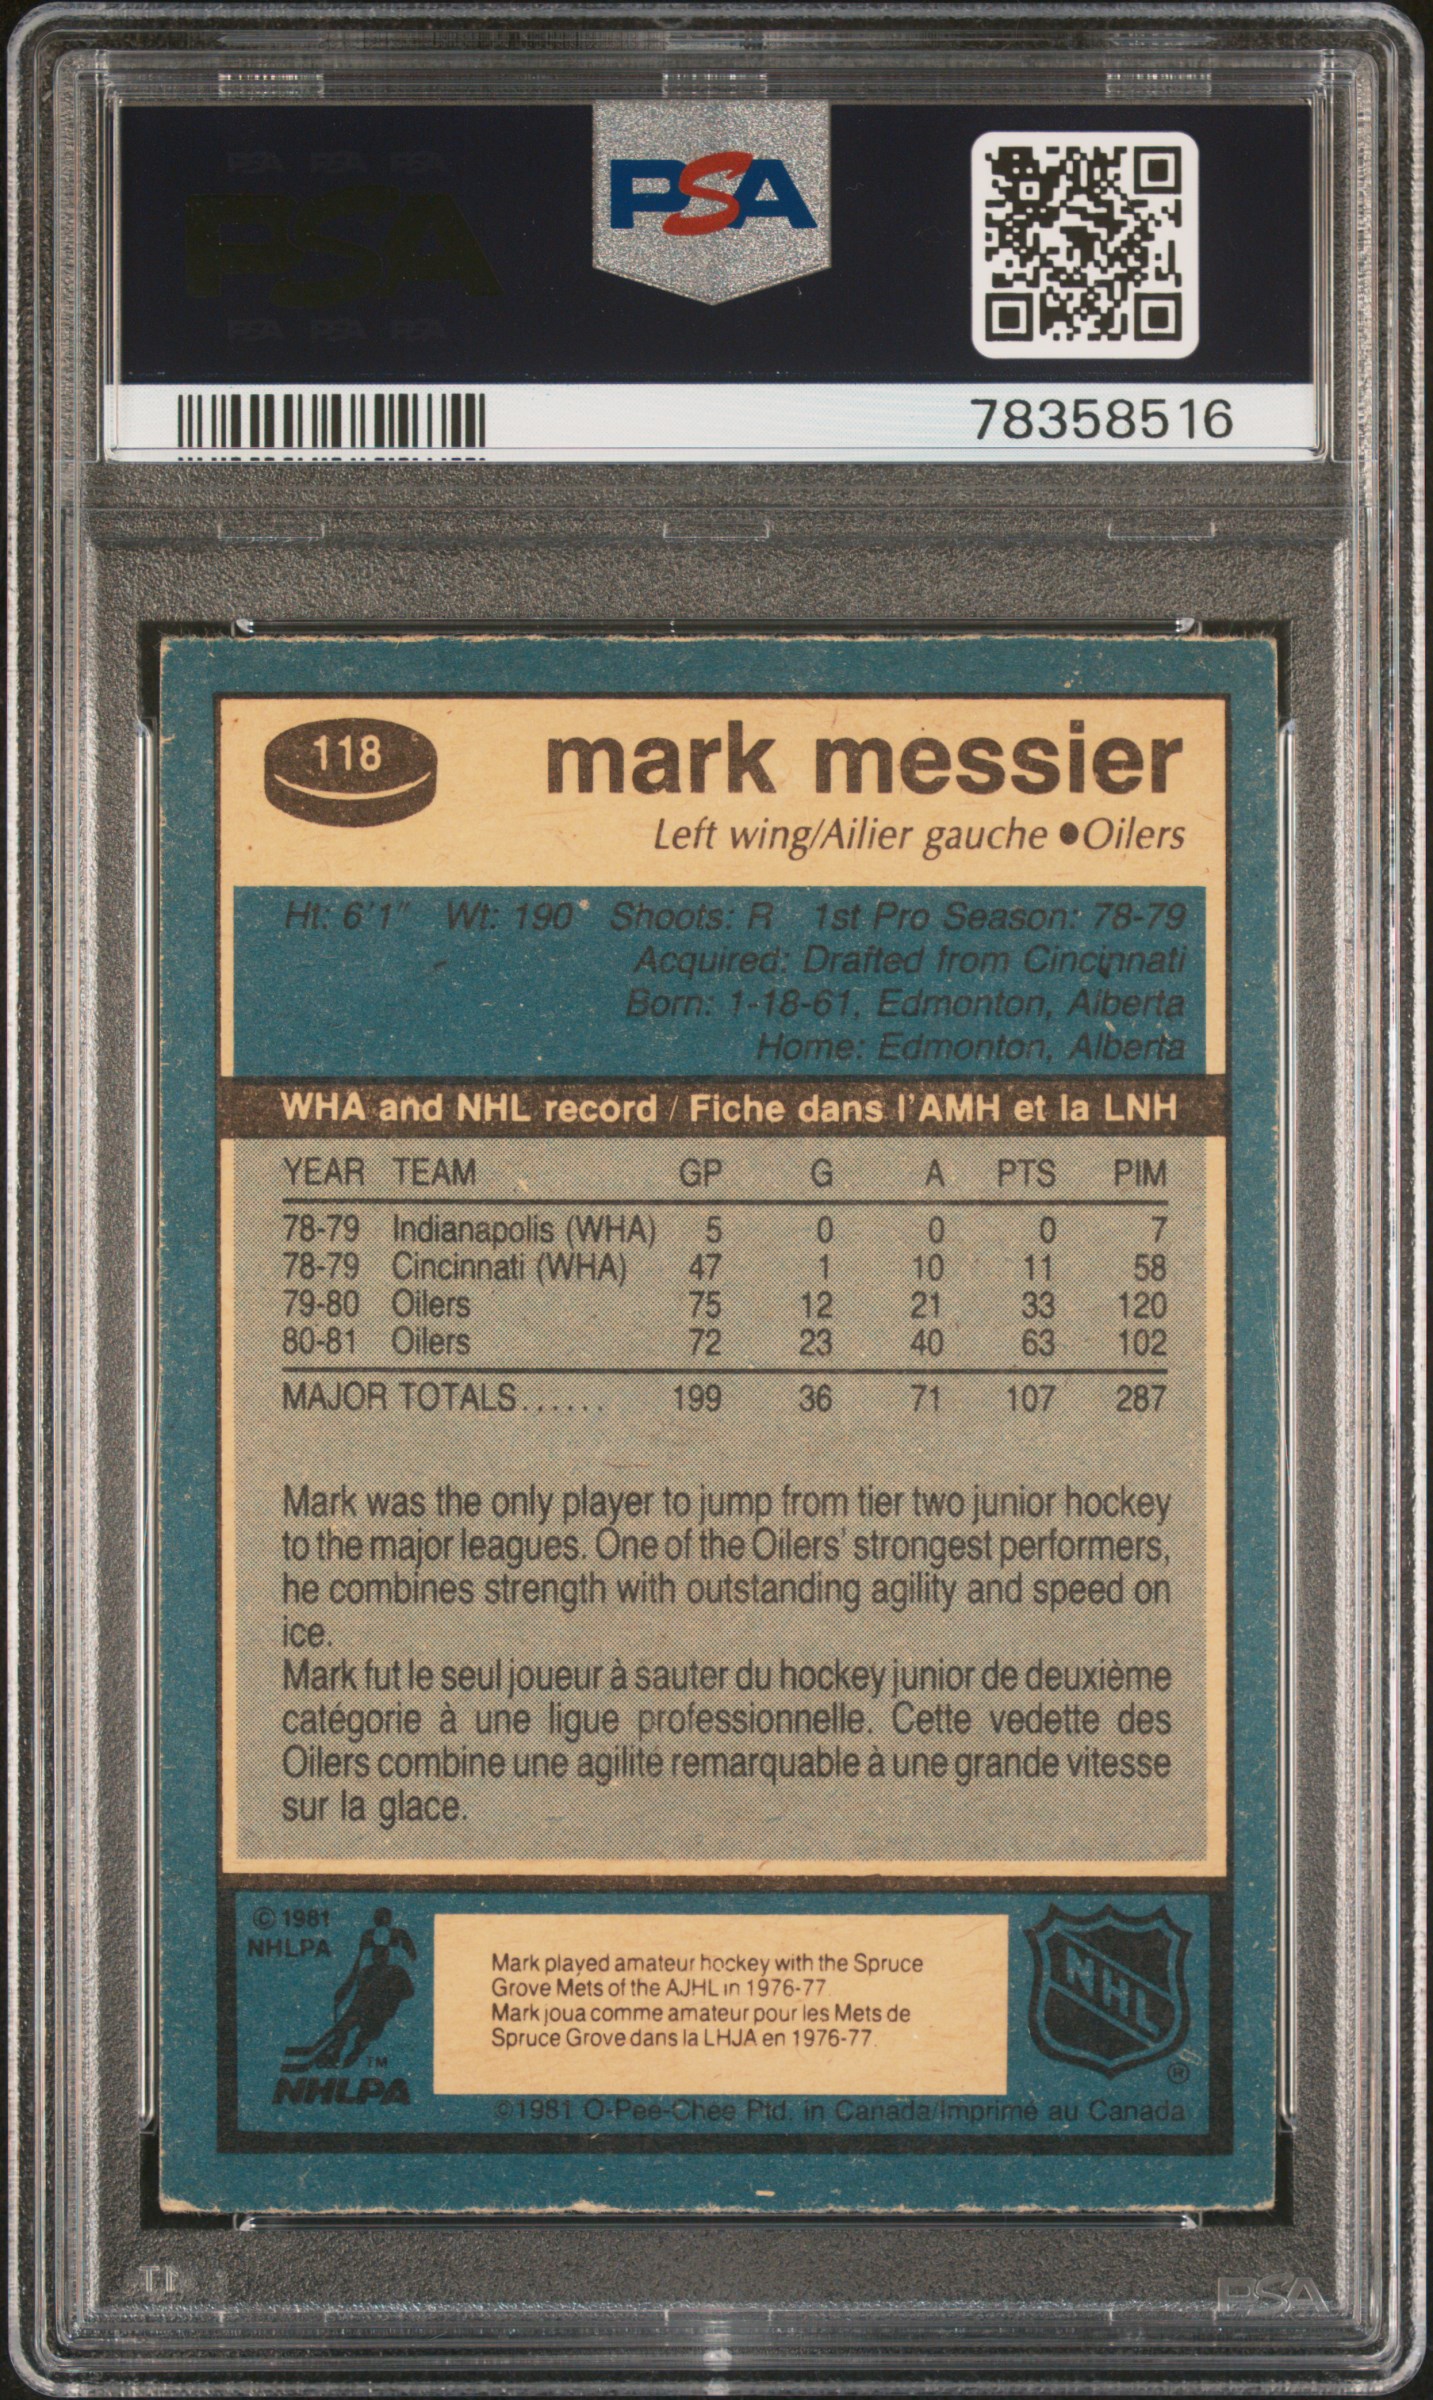 PSA PSA PSA
PSA
PSA PSA PSA
PSA
78358516
118
mark messier
Left wing/Ailier gauche ●Oilers
Ht: 6'1" Wt: 190 Shoots: R 1st Pro Season: 78-79
Acquired: Drafted from Cincinnati
Born: 1-18-61, Edmonton, Alberta
Home: Edmonton, Alberta
WHA and NHL record / Fiche dans l'AMH et la LNH
YEAR TEAM GP G A PTS PIM
78-79 Indianapolis (WHA) 5 0 0 0 7
78-79 Cincinnati (WHA) 47 1 10 11 58
79-80 Oilers 75 12 21 33 120
80-81 Oilers 72 23 40 63 102
MAJOR TOTALS...... 199 36 71 107 287
Mark was the only player to jump from tier two junior hockey
to the major leagues. One of the Oilers' strongest performers,
he combines strength with outstanding agility and speed on
ice.
Mark fut le seul joueur à sauter du hockey junior de deuxième
catégorie à une ligue professionnelle. Cette vedette des
Oilers combine une agilité remarquable à une grande vitesse
sur la glace.
© 1981
NHLPA
TM
NHLPA
Mark played amateur hockey with the Spruce
Grove Mets of the AJHL in 1976-77.
Mark joua comme amateur pour les Mets de
Spruce Grove dans la LHJA en 1976-77.
NHL
®
©1981 O-Pee-Chee Ptd. in Canada/Imprimé au Canada
PSA